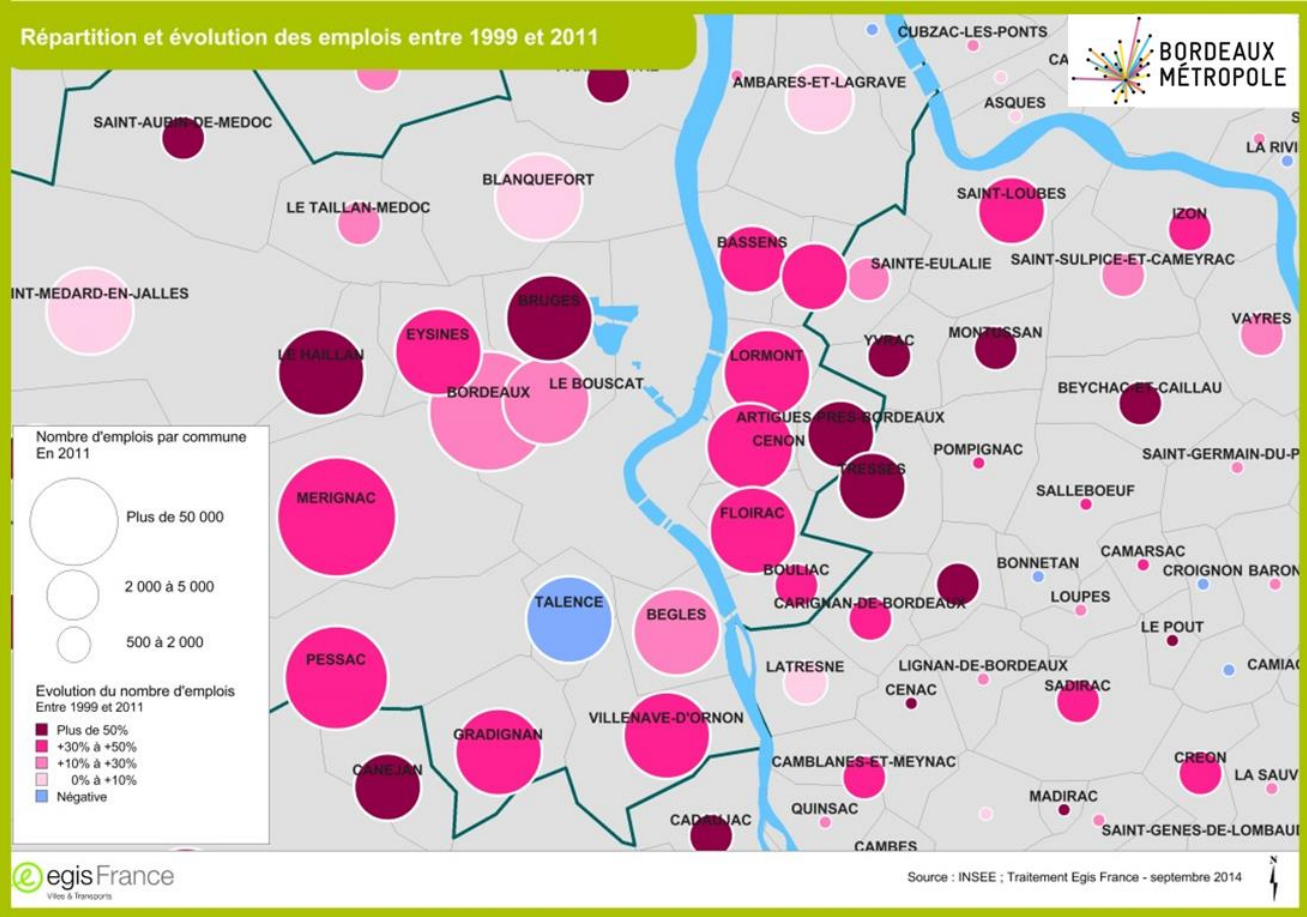 Répartition et évolution des emplois entre 1999 et 2011
BORDEAUX
MÉTROPOLE
CUBZAC-LES-PONTS
AMBARES-ET-LAGRAVE
ASQUES
SAINT-AUBIN-DE-MEDOC
LA RIVI
BLANQUEFORT
SAINT-LOUBES
LE TAILLAN-MEDOC
IZON
BASSENS
SAINTE-EULALIE
SAINT-SULPICE-ET-CAMEYRAC
INT-MEDARD-EN-JALLES
BRUGES
VAYRES
EYSINES
MONTUSSAN
YVRAC
LE HAILLAN
LORMONT
LE BOUSCAT
BORDEAUX
BEYCHAC-ET-CAILLAU
ARTIGUES-PRES-BORDEAUX
CENON
POMPIGNAC
SAINT-GERMAIN-DU-P
TRESSES
SALLEBOEUF
MERIGNAC
FLOIRAC
CAMARSAC
BONNETAN
CROIGNON
BARON
BOULIAC
LOUPES
TALENCE
CARIGNAN-DE-BORDEAUX
BEGLES
LE POUT
PESSAC
LATRESNE
LIGNAN-DE-BORDEAUX
CAMIAC
CENAC
SADIRAC
VILLENAVE-D'ORNON
GRADIGNAN
CANEJAN
CAMBLANES-ET-MEYNAC
CREON
LA SAUV
MADIRAC
QUINSAC
CADAUJAC
SAINT-GENES-DE-LOMBAUD
CAMBES
Nombre d'emplois par commune
En 2011
Plus de 50 000
2 000 à 5 000
500 à 2 000
Evolution du nombre d'emplois
Entre 1999 et 2011
Plus de 50%
+30% à +50%
+10% à +30%
0% à +10%
Négative
egis France
Villes & Transports
Source : INSEE ; Traitement Egis France - septembre 2014
N